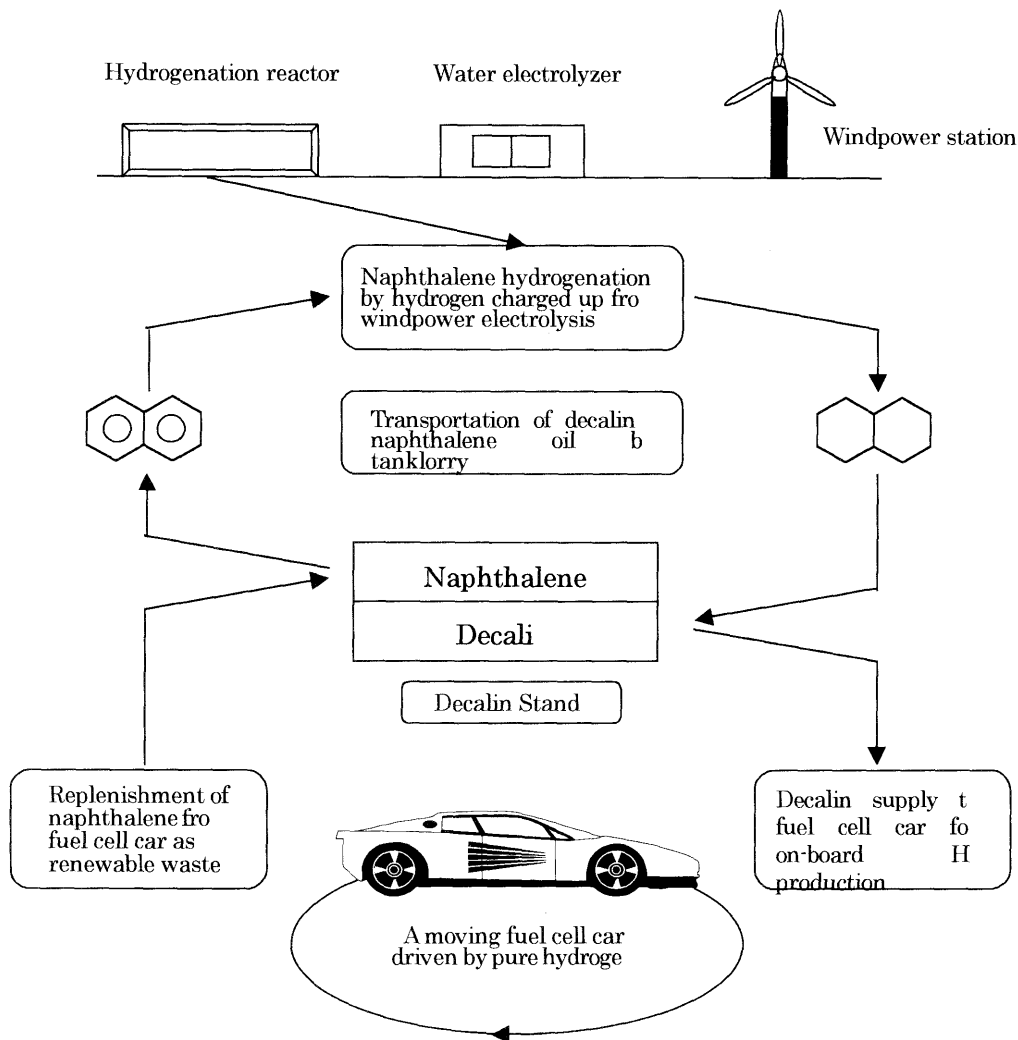 Hydrogenation reactor
Water electrolyzer
Windpower station
Naphthalene hydrogenation
by hydrogen charged up fro
windpower electrolysis
Transportation of decalin
naphthalene oil b
tanklorry
Naphthalene
Decali
Decalin Stand
Replenishment of
naphthalene fro
fuel cell car as
renewable waste
Decalin supply t
fuel cell car fo
on-board H
production
A moving fuel cell car
driven by pure hydroge